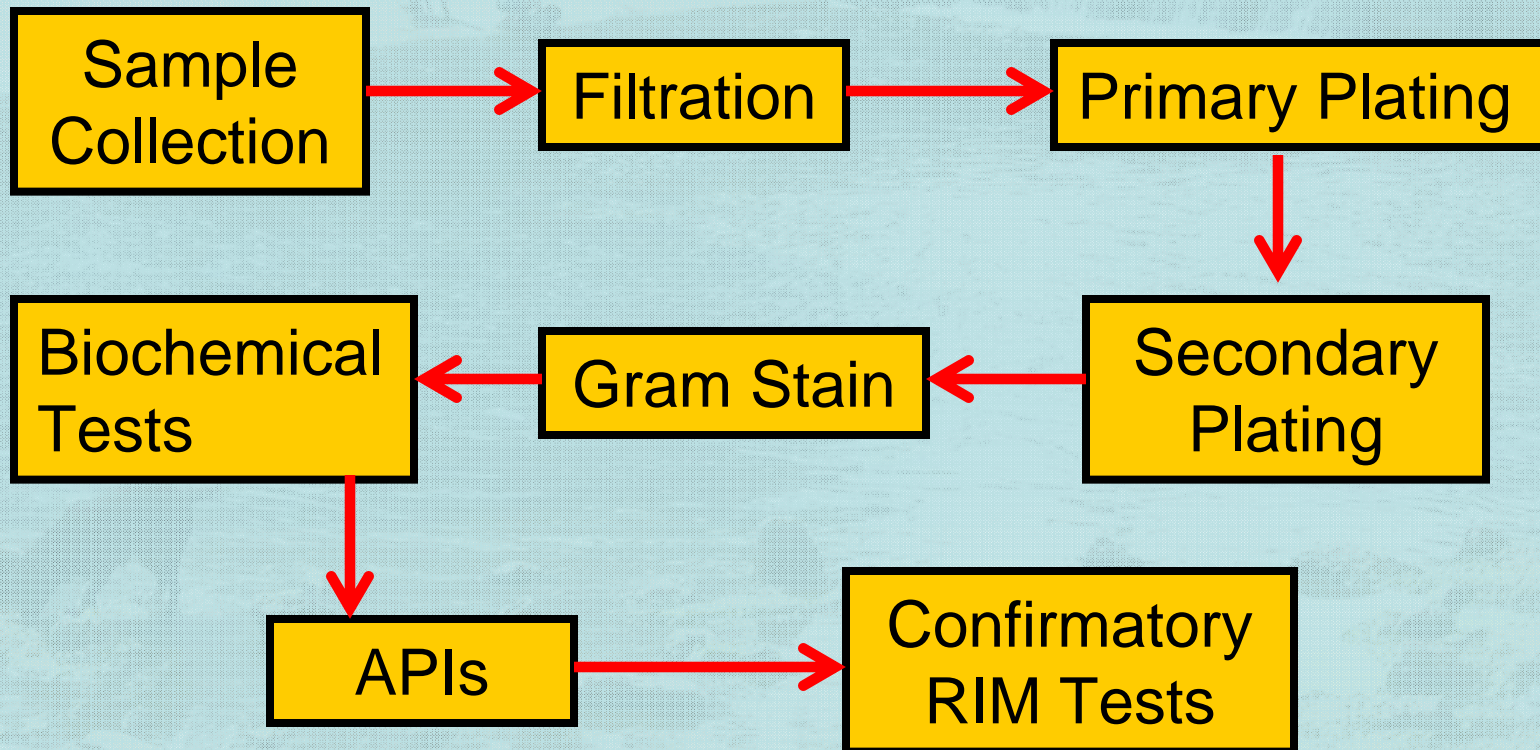 Sample
Collection
Filtration
Primary Plating
Secondary
Plating
Gram Stain
Biochemical
Tests
APIs
Confirmatory
RIM Tests